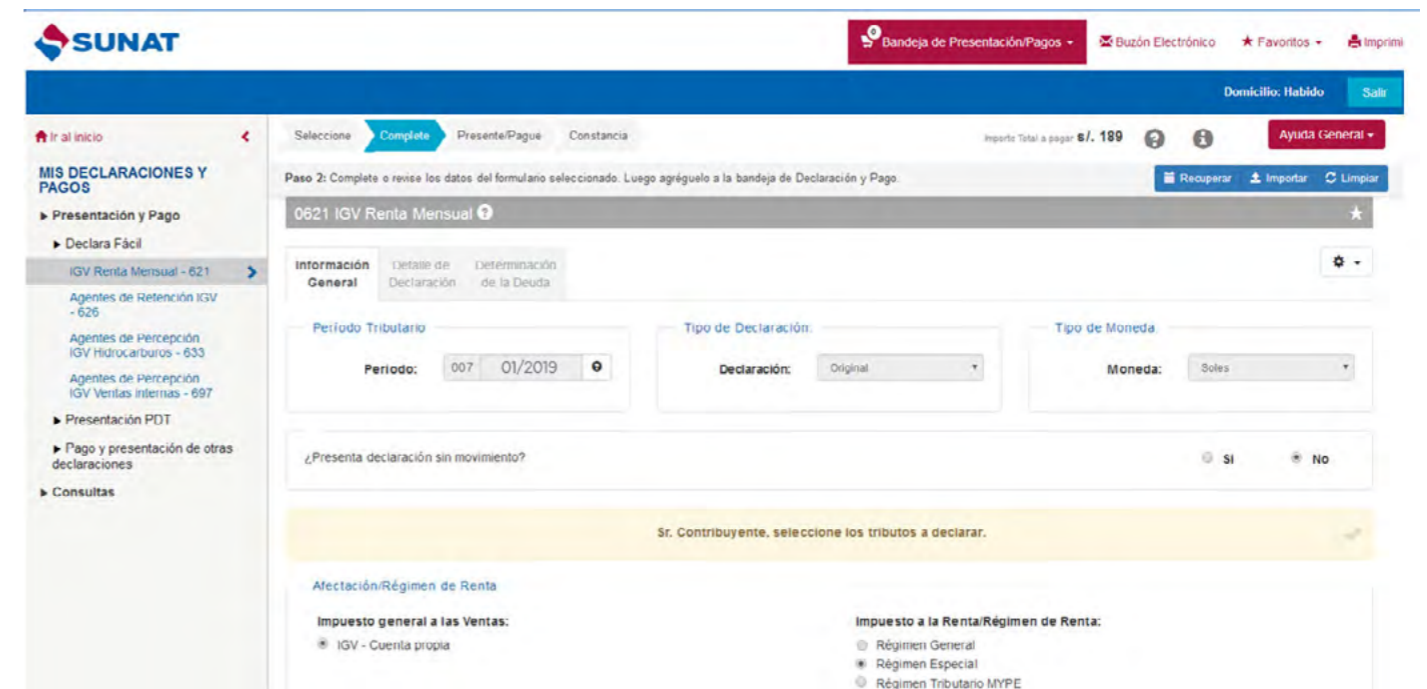 SUNAT
0 Bandeja de Presentación/Pagos
Buzón Electrónico
Favoritos
Imprimi
Domicilio: Habido
Salir
Ir al inicio
Seleccione
Complete
Presente/Pague
Constancia
Importe Total a pagar S/. 189
Ayuda General
MIS DECLARACIONES Y
PAGOS
Paso 2: Complete o revise los datos del formulario seleccionado. Luego agréguelo a la bandeja de Declaración y Pago.
Recuperar
Importar
Limpiar
Presentación y Pago
Declara Fácil
IGV Renta Mensual - 621
Agentes de Retención IGV
- 626
Agentes de Percepción
IGV Hidrocarburos - 633
Agentes de Percepción
IGV Ventas Internas - 697
Presentación PDT
Pago y presentación de otras
declaraciones
Consultas
0621 IGV Renta Mensual
Información
General
Detalle de
Declaración
Determinación
de la Deuda
Período Tributario
Periodo: 007 01/2019
Tipo de Declaración:
Declaración: Original
Tipo de Moneda
Moneda: Soles
¿Presenta declaración sin movimiento?
SI
No
Sr. Contribuyente, seleccione los tributos a declarar.
Afectación/Régimen de Renta
Impuesto general a las Ventas:
IGV - Cuenta propia
Impuesto a la Renta/Régimen de Renta:
Régimen General
Régimen Especial
Régimen Tributario MYPE